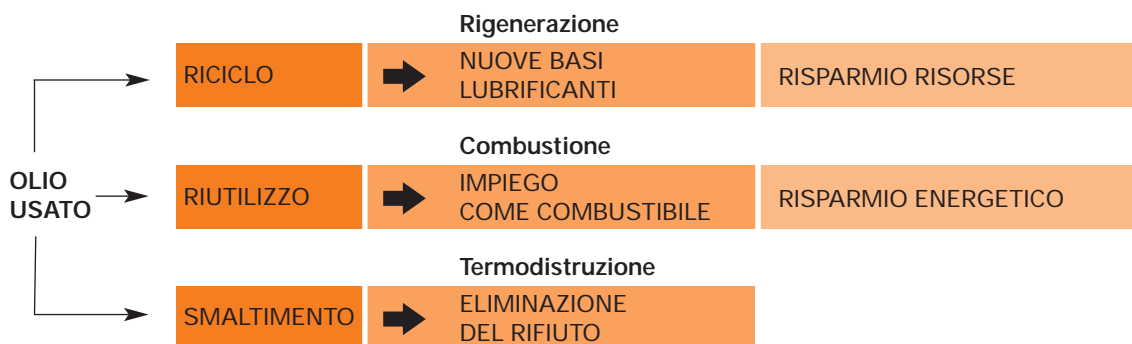 Rigenerazione
RICICLO
NUOVE BASI
LUBRIFICANTI
RISPARMIO RISORSE
Combustione
OLIO
USATO
RIUTILIZZO
IMPIEGO
COME COMBUSTIBILE
RISPARMIO ENERGETICO
Termodistruzione
SMALTIMENTO
ELIMINAZIONE
DEL RIFIUTO